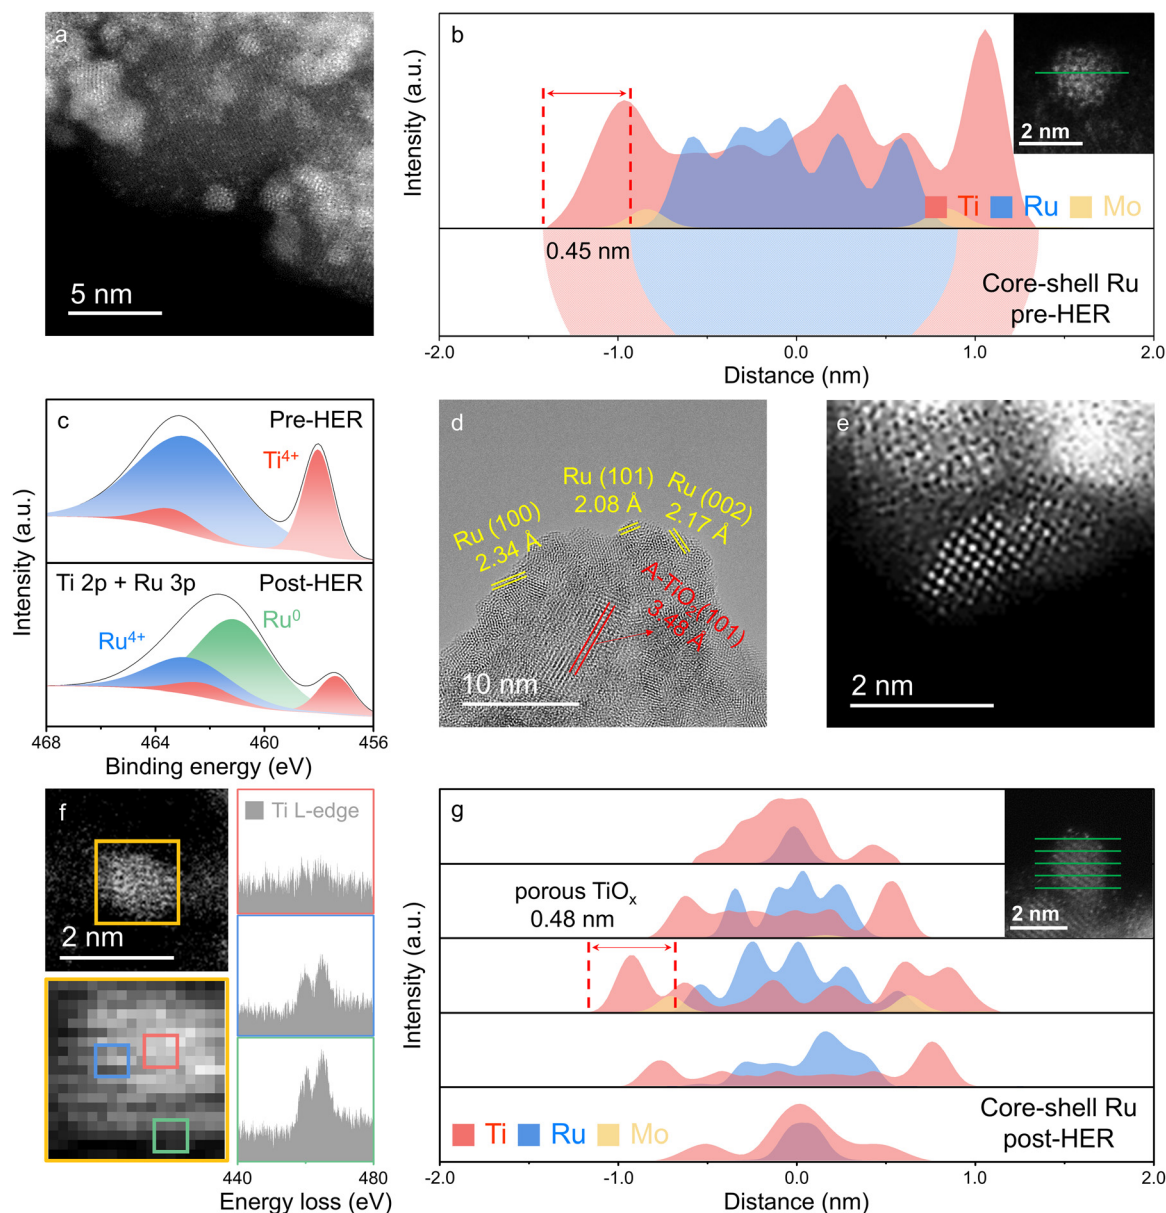 a
5 nm
b
Intensity (a.u.)
2 nm
Ti Ru Mo
0.45 nm
Core-shell Ru
pre-HER
-2.0 -1.0 0.0 1.0 2.0
Distance (nm)
c
Pre-HER
Ti⁴⁺
Intensity (a.u.)
Ti 2p + Ru 3p
Post-HER
Ru⁰
Ru⁴⁺
468 464 460 456
Binding energy (eV)
d
Ru (100)
2.34 Å
Ru (101)
2.08 Å
Ru (002)
2.17 Å
A-TiO₂(101)
3.48 Å
10 nm
e
2 nm
f
2 nm
Ti L-edge
440 480
Energy loss (eV)
g
Intensity (a.u.)
2 nm
porous TiOₓ
0.48 nm
Ti Ru Mo
Core-shell Ru
post-HER
-2.0 -1.0 0.0 1.0 2.0
Distance (nm)